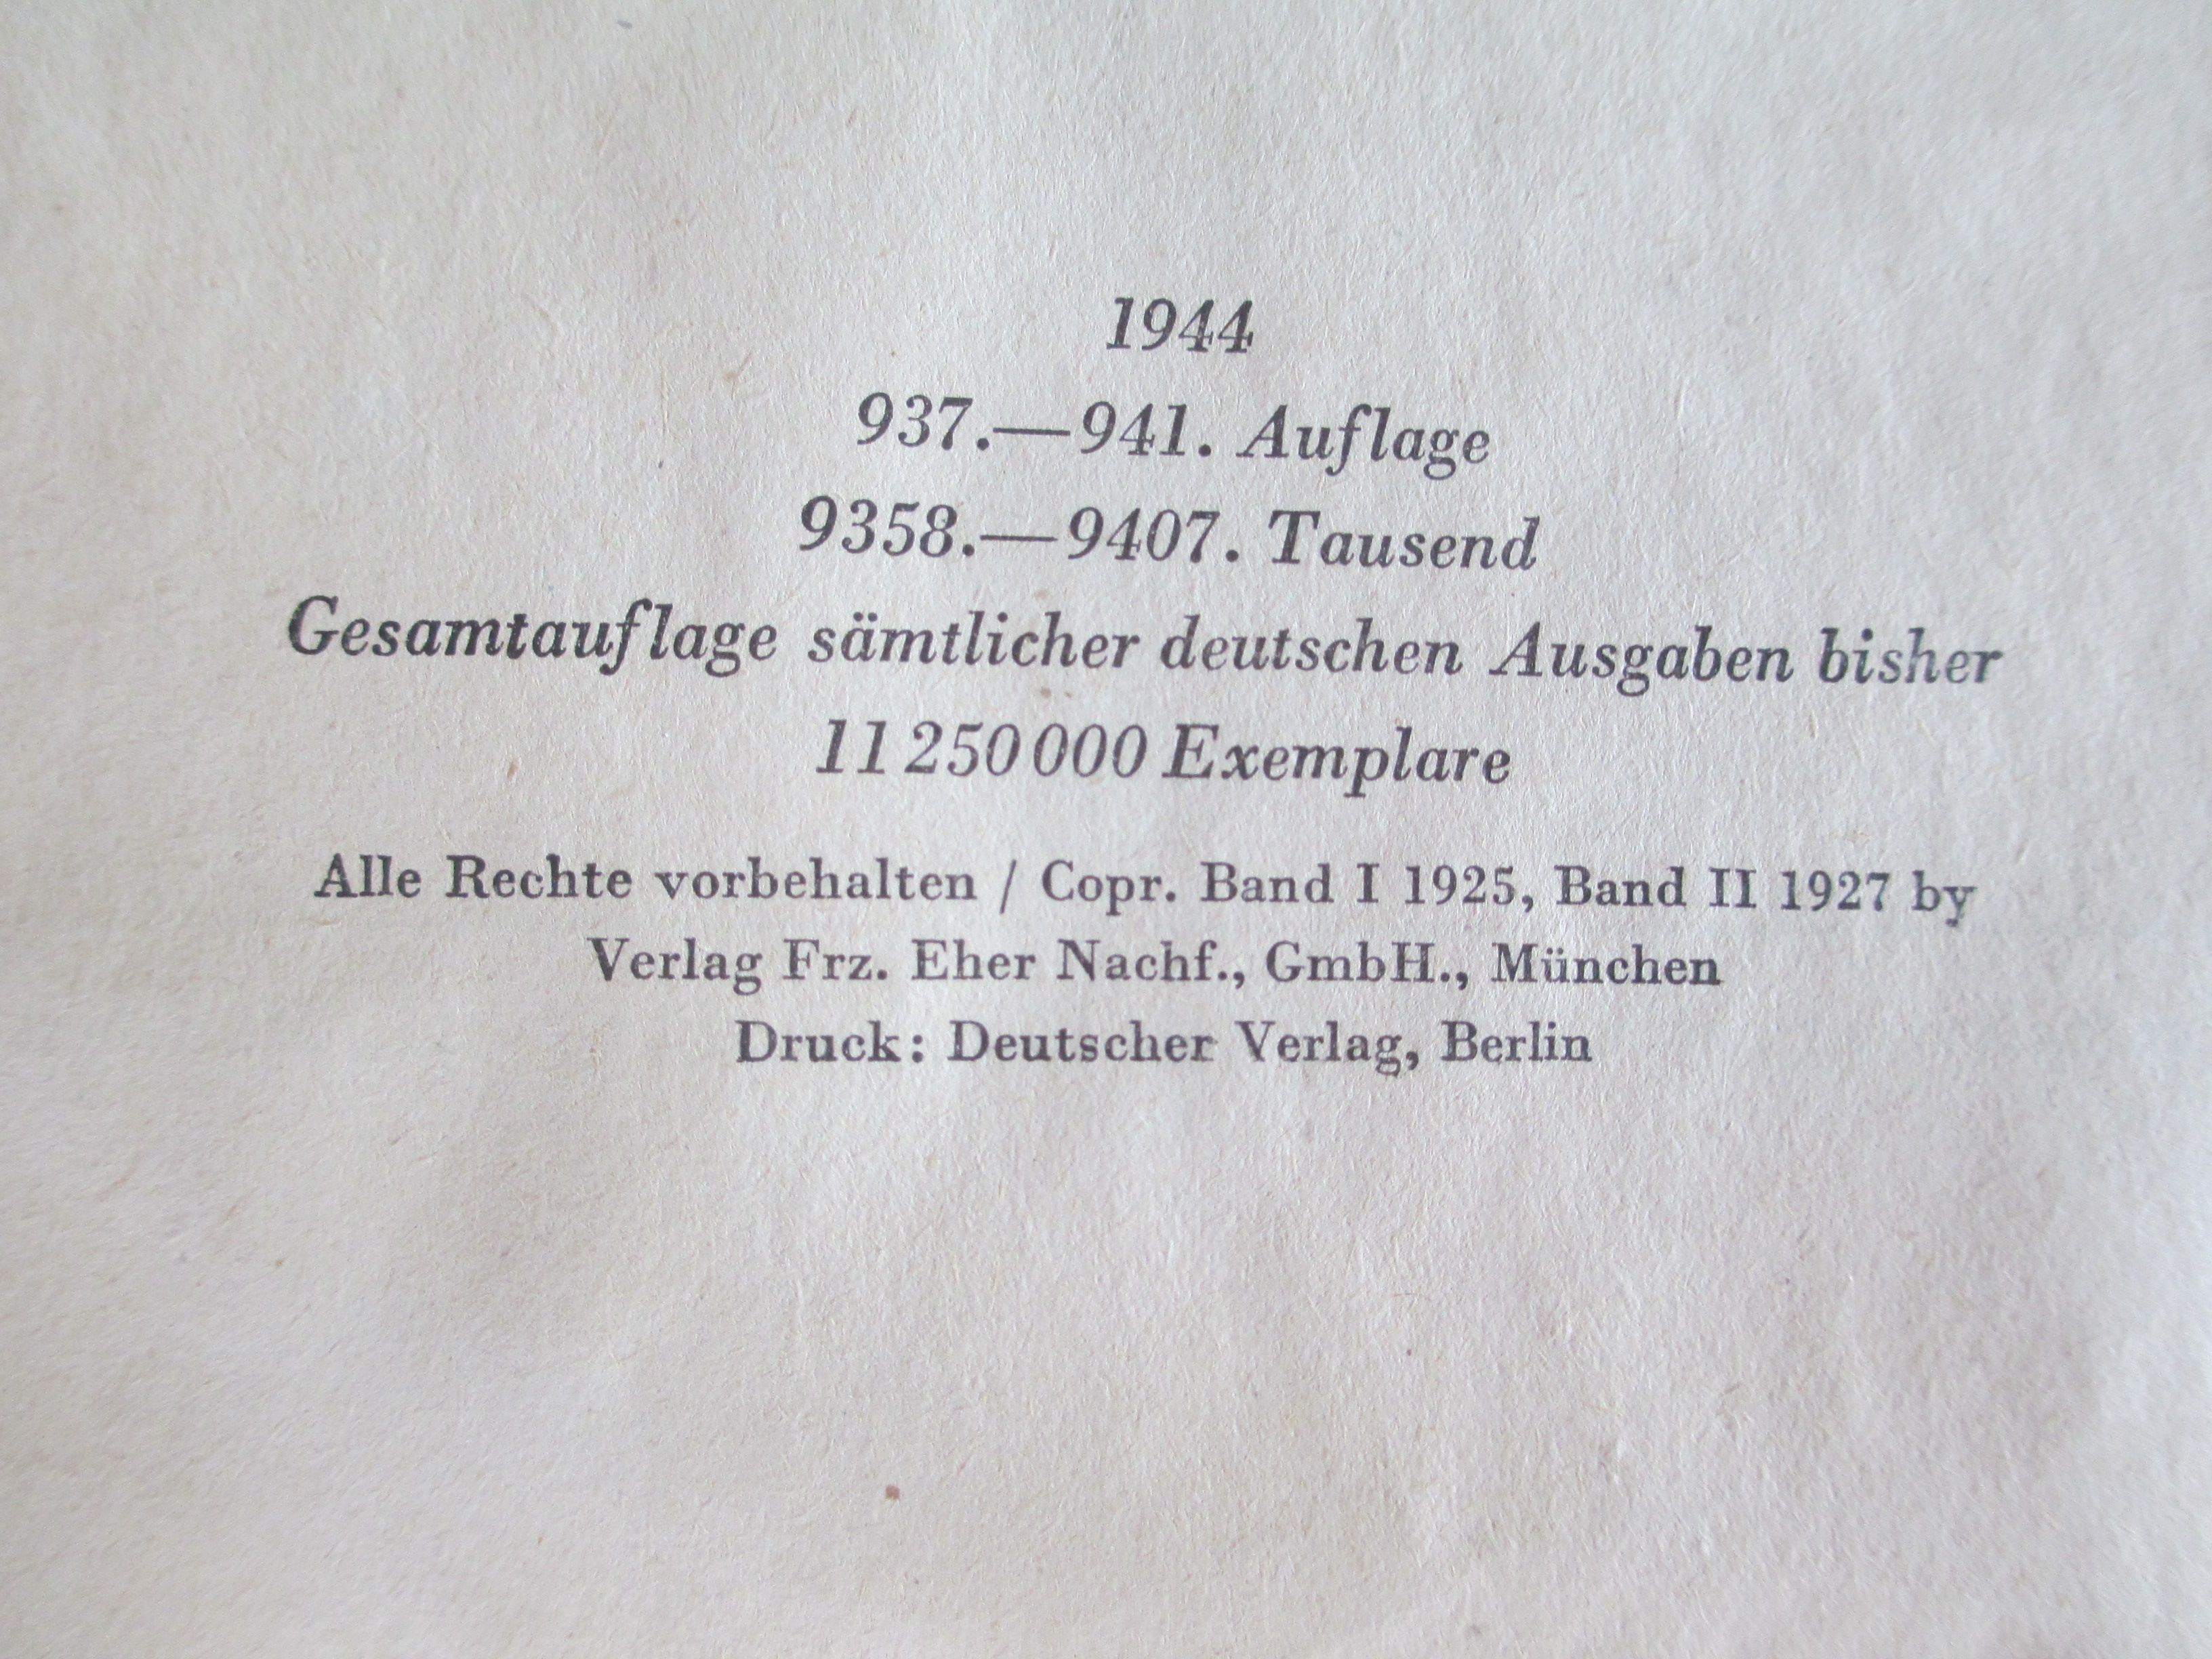 1944
937.—941. Auflage
9358.—9407. Tausend
Gesamtauflage sämtlicher deutschen Ausgaben bisher
11 250 000 Exemplare
Alle Rechte vorbehalten / Copr. Band I 1925, Band II 1927 by
Verlag Frz. Eher Nachf., GmbH., München
Druck: Deutscher Verlag, Berlin